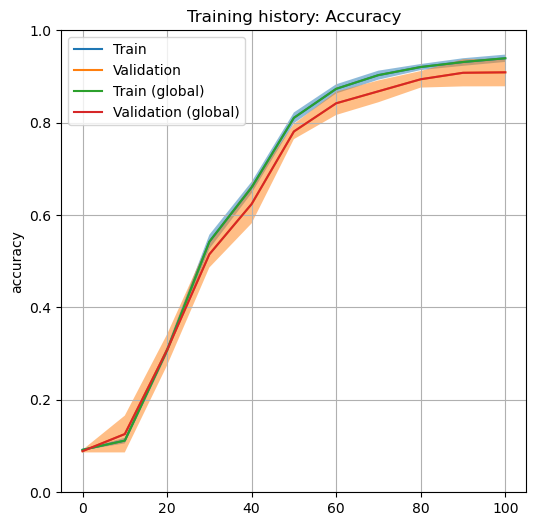 Training history: Accuracy
1.0
0.8
0.6
0.4
0.2
0.0
accuracy
Train
Validation
Train (global)
Validation (global)
0
20
40
60
80
100